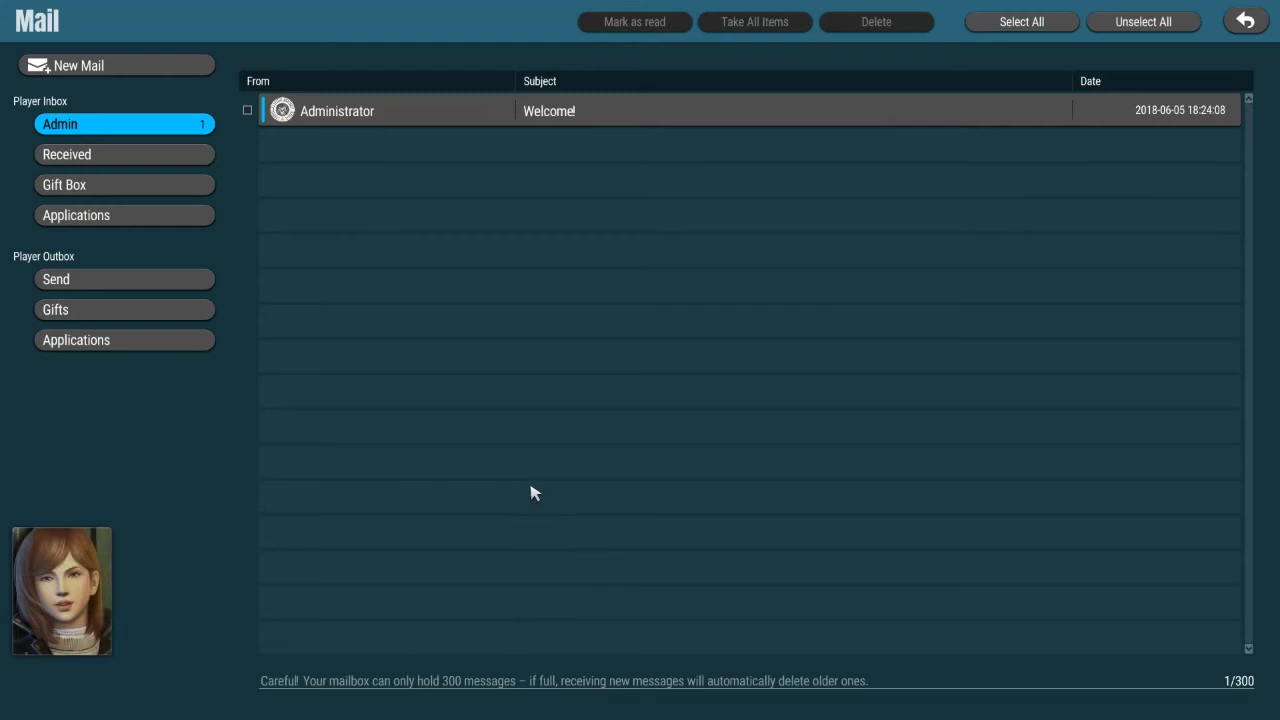 Mail
Mark as read
Take All Items
Delete
Select All
Unselect All
New Mail
Player Inbox
Admin 1
Received
Gift Box
Applications
Player Outbox
Send
Gifts
Applications
From Subject Date
Administrator Welcome! 2018-06-05 18:24:08
Careful! Your mailbox can only hold 300 messages – if full, receiving new messages will automatically delete older ones.
1/300